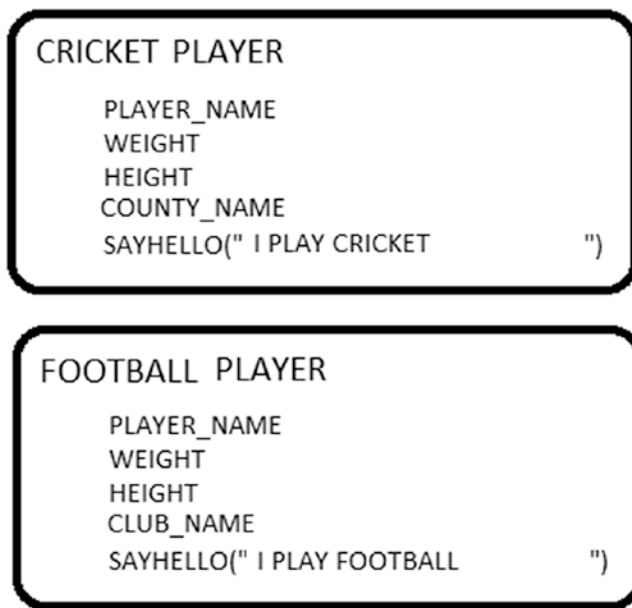 CRICKET PLAYER
PLAYER_NAME
WEIGHT
HEIGHT
COUNTY_NAME
SAYHELLO(" I PLAY CRICKET ")
FOOTBALL PLAYER
PLAYER_NAME
WEIGHT
HEIGHT
CLUB_NAME
SAYHELLO(" I PLAY FOOTBALL ")